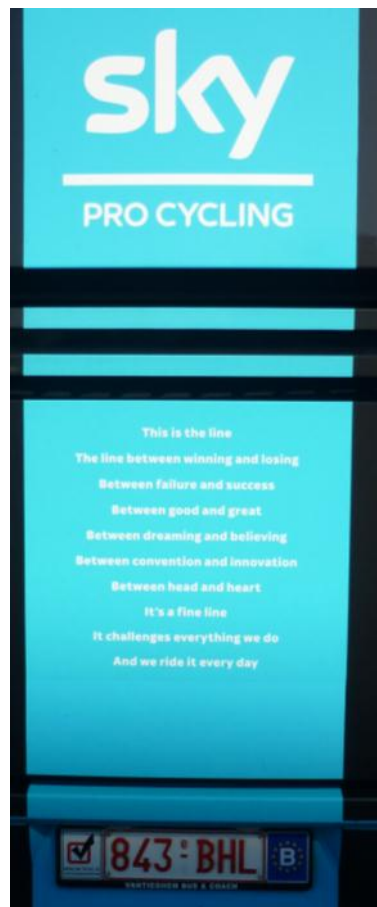 sky
PRO CYCLING
This is the line
The line between winning and losing
Between failure and success
Between good and great
Between dreaming and believing
Between convention and innovation
Between head and heart
It's a fine line
It challenges everything we do
And we ride it every day
843 BHL B
BUS & COACH